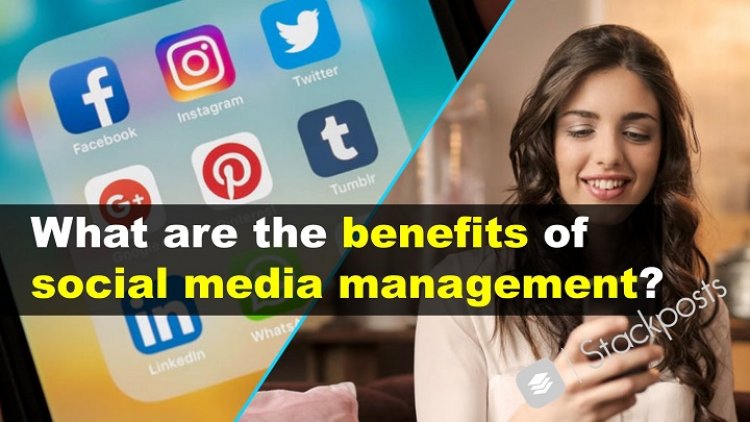 Facebook
Instagram
Twitter
G+
Tumblr
What are the benefits of
social media management?
LinkedIn
Stackposts